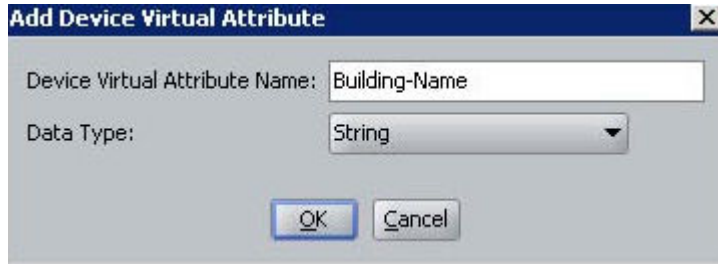 Add Device Virtual Attribute
Device Virtual Attribute Name: Building-Name
Data Type: String
OK Cancel